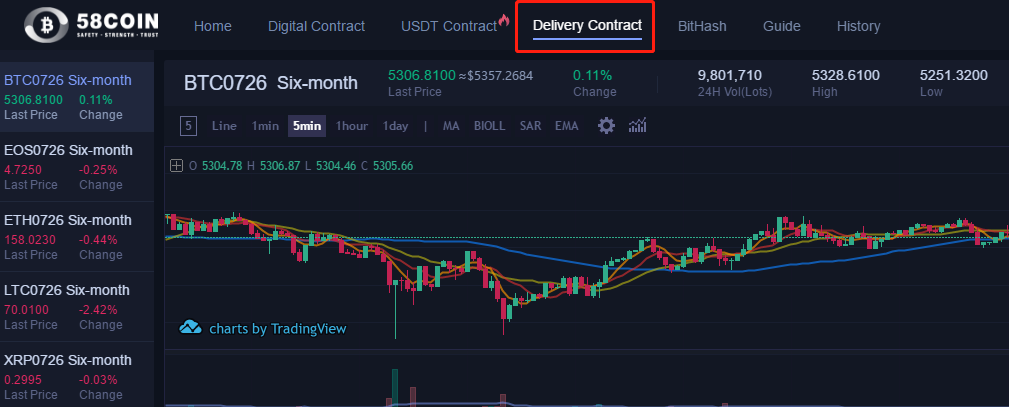 58COIN
SAFETY · STRENGTH · TRUST
Home Digital Contract USDT Contract Delivery Contract BitHash Guide History
BTC0726 Six-month
5306.8100 0.11%
Last Price Change
EOS0726 Six-month
4.7250 -0.25%
Last Price Change
ETH0726 Six-month
158.0230 -0.44%
Last Price Change
LTC0726 Six-month
70.0100 -2.42%
Last Price Change
XRP0726 Six-month
0.2995 -0.03%
Last Price Change
BTC0726 Six-month
5306.8100 ≈$5357.2684 0.11% 9,801,710 5328.6100 5251.3200
Last Price Change 24H Vol(Lots) High Low
5 Line 1min 5min 1hour 1day | MA BIOLL SAR EMA
O 5304.78 H 5306.87 L 5304.46 C 5305.66
charts by TradingView